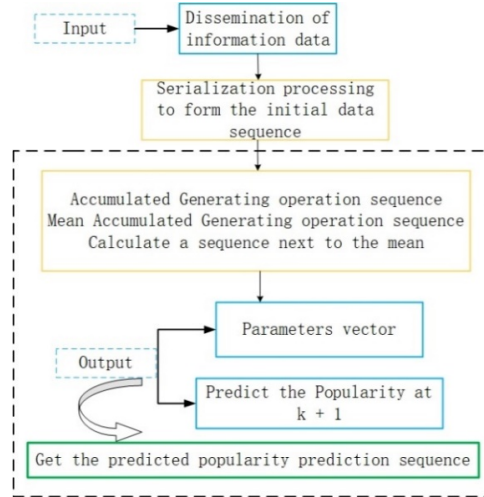 Input
Dissemination of
information data
Serialization processing
to form the initial data
sequence
Accumulated Generating operation sequence
Mean Accumulated Generating operation sequence
Calculate a sequence next to the mean
Parameters vector
Output
Predict the Popularity at
k + 1
Get the predicted popularity prediction sequence